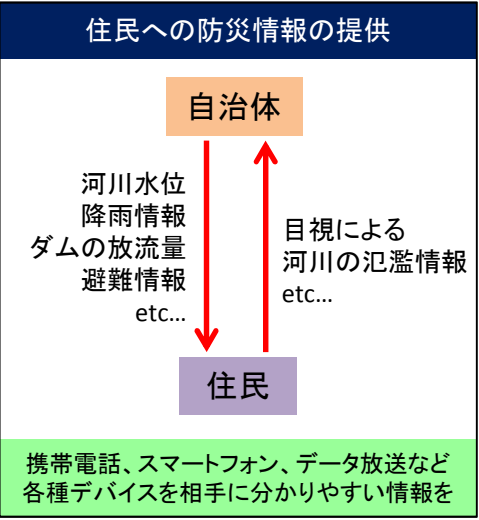 住民への防災情報の提供
自治体
河川水位
降雨情報
ダムの放流量
避難情報
etc…
目視による
河川の氾濫情報
etc…
住民
携帯電話、スマートフォン、データ放送など
各種デバイスを相手に分かりやすい情報を